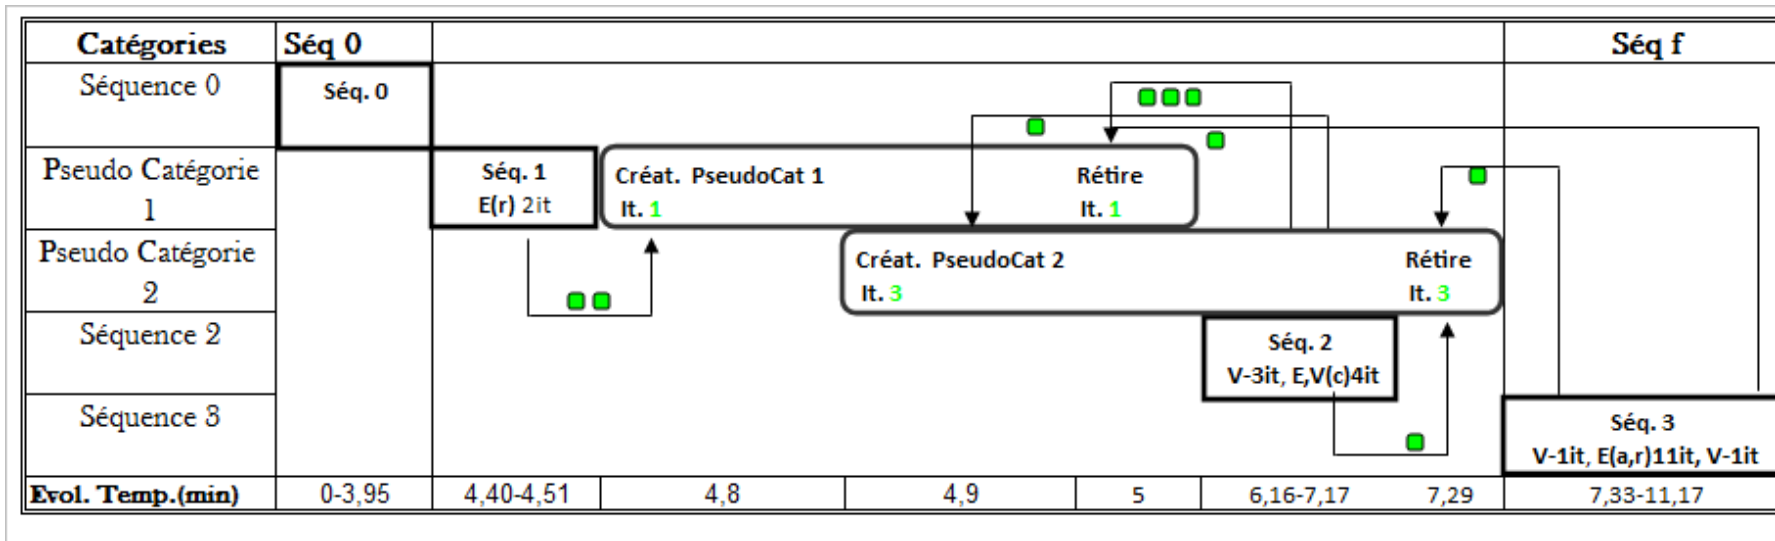 Catégories Séq 0 Séq f
Séquence 0
Séq. 0
Pseudo Catégorie
1
Séq. 1
E(r) 2it
Créat. PseudoCat 1 Rétire
It. 1 It. 1
Pseudo Catégorie
2
Créat. PseudoCat 2 Rétire
It. 3 It. 3
Séquence 2
Séq. 2
V-3it, E,V(c)4it
Séquence 3
Séq. 3
V-1it, E(a,r)11it, V-1it
Evol. Temp.(min) 0-3,95 4,40-4,51 4,8 4,9 5 6,16-7,17 7,29 7,33-11,17